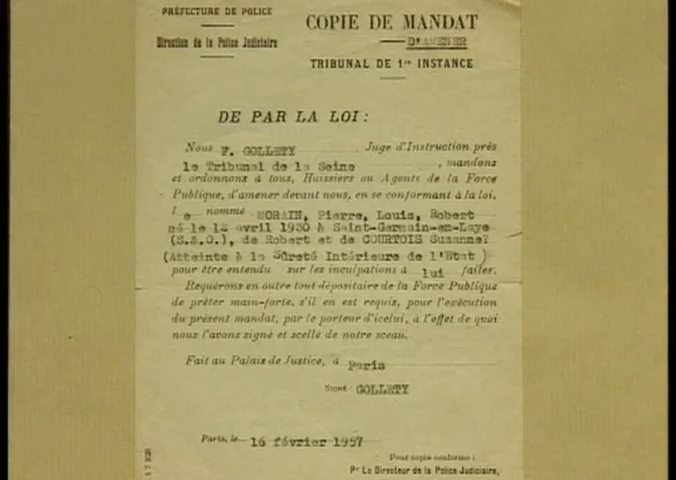 PRÉFECTURE DE POLICE
Direction de la Police Judiciaire
COPIE DE MANDAT
D'AMENER
TRIBUNAL DE 1re INSTANCE
DE PAR LA LOI :
Nous F. GOLLETY Juge d'Instruction près
le Tribunal de la Seine , mandons
et ordonnons à tous, Huissiers ou Agents de la Force
Publique, d'amener devant nous, en se conformant à la loi,
l e nommé MORAIN, Pierre, Louis, Robert
né le avril 1930 à Saint-Germain-en-Laye
(S.&O.), de Robert et de COURTOIS Suzanne
(Atteinte à la Sûreté Intérieure de l'Etat)
pour être entendu sur les inculpations à lui faites.
Requérons en outre tout dépositaire de la Force Publique
de prêter main-forte, s'il en est requis, pour l'exécution
du présent mandat, par le porteur d'icelui, à l'effet de quoi
nous l'avons signé et scellé de notre sceau.
Fait au Palais de Justice, à Paris
Signé : GOLLETY
Paris, le 16 février 1957
Pour copie conforme :
Pr Le Directeur de la Police Judiciaire,